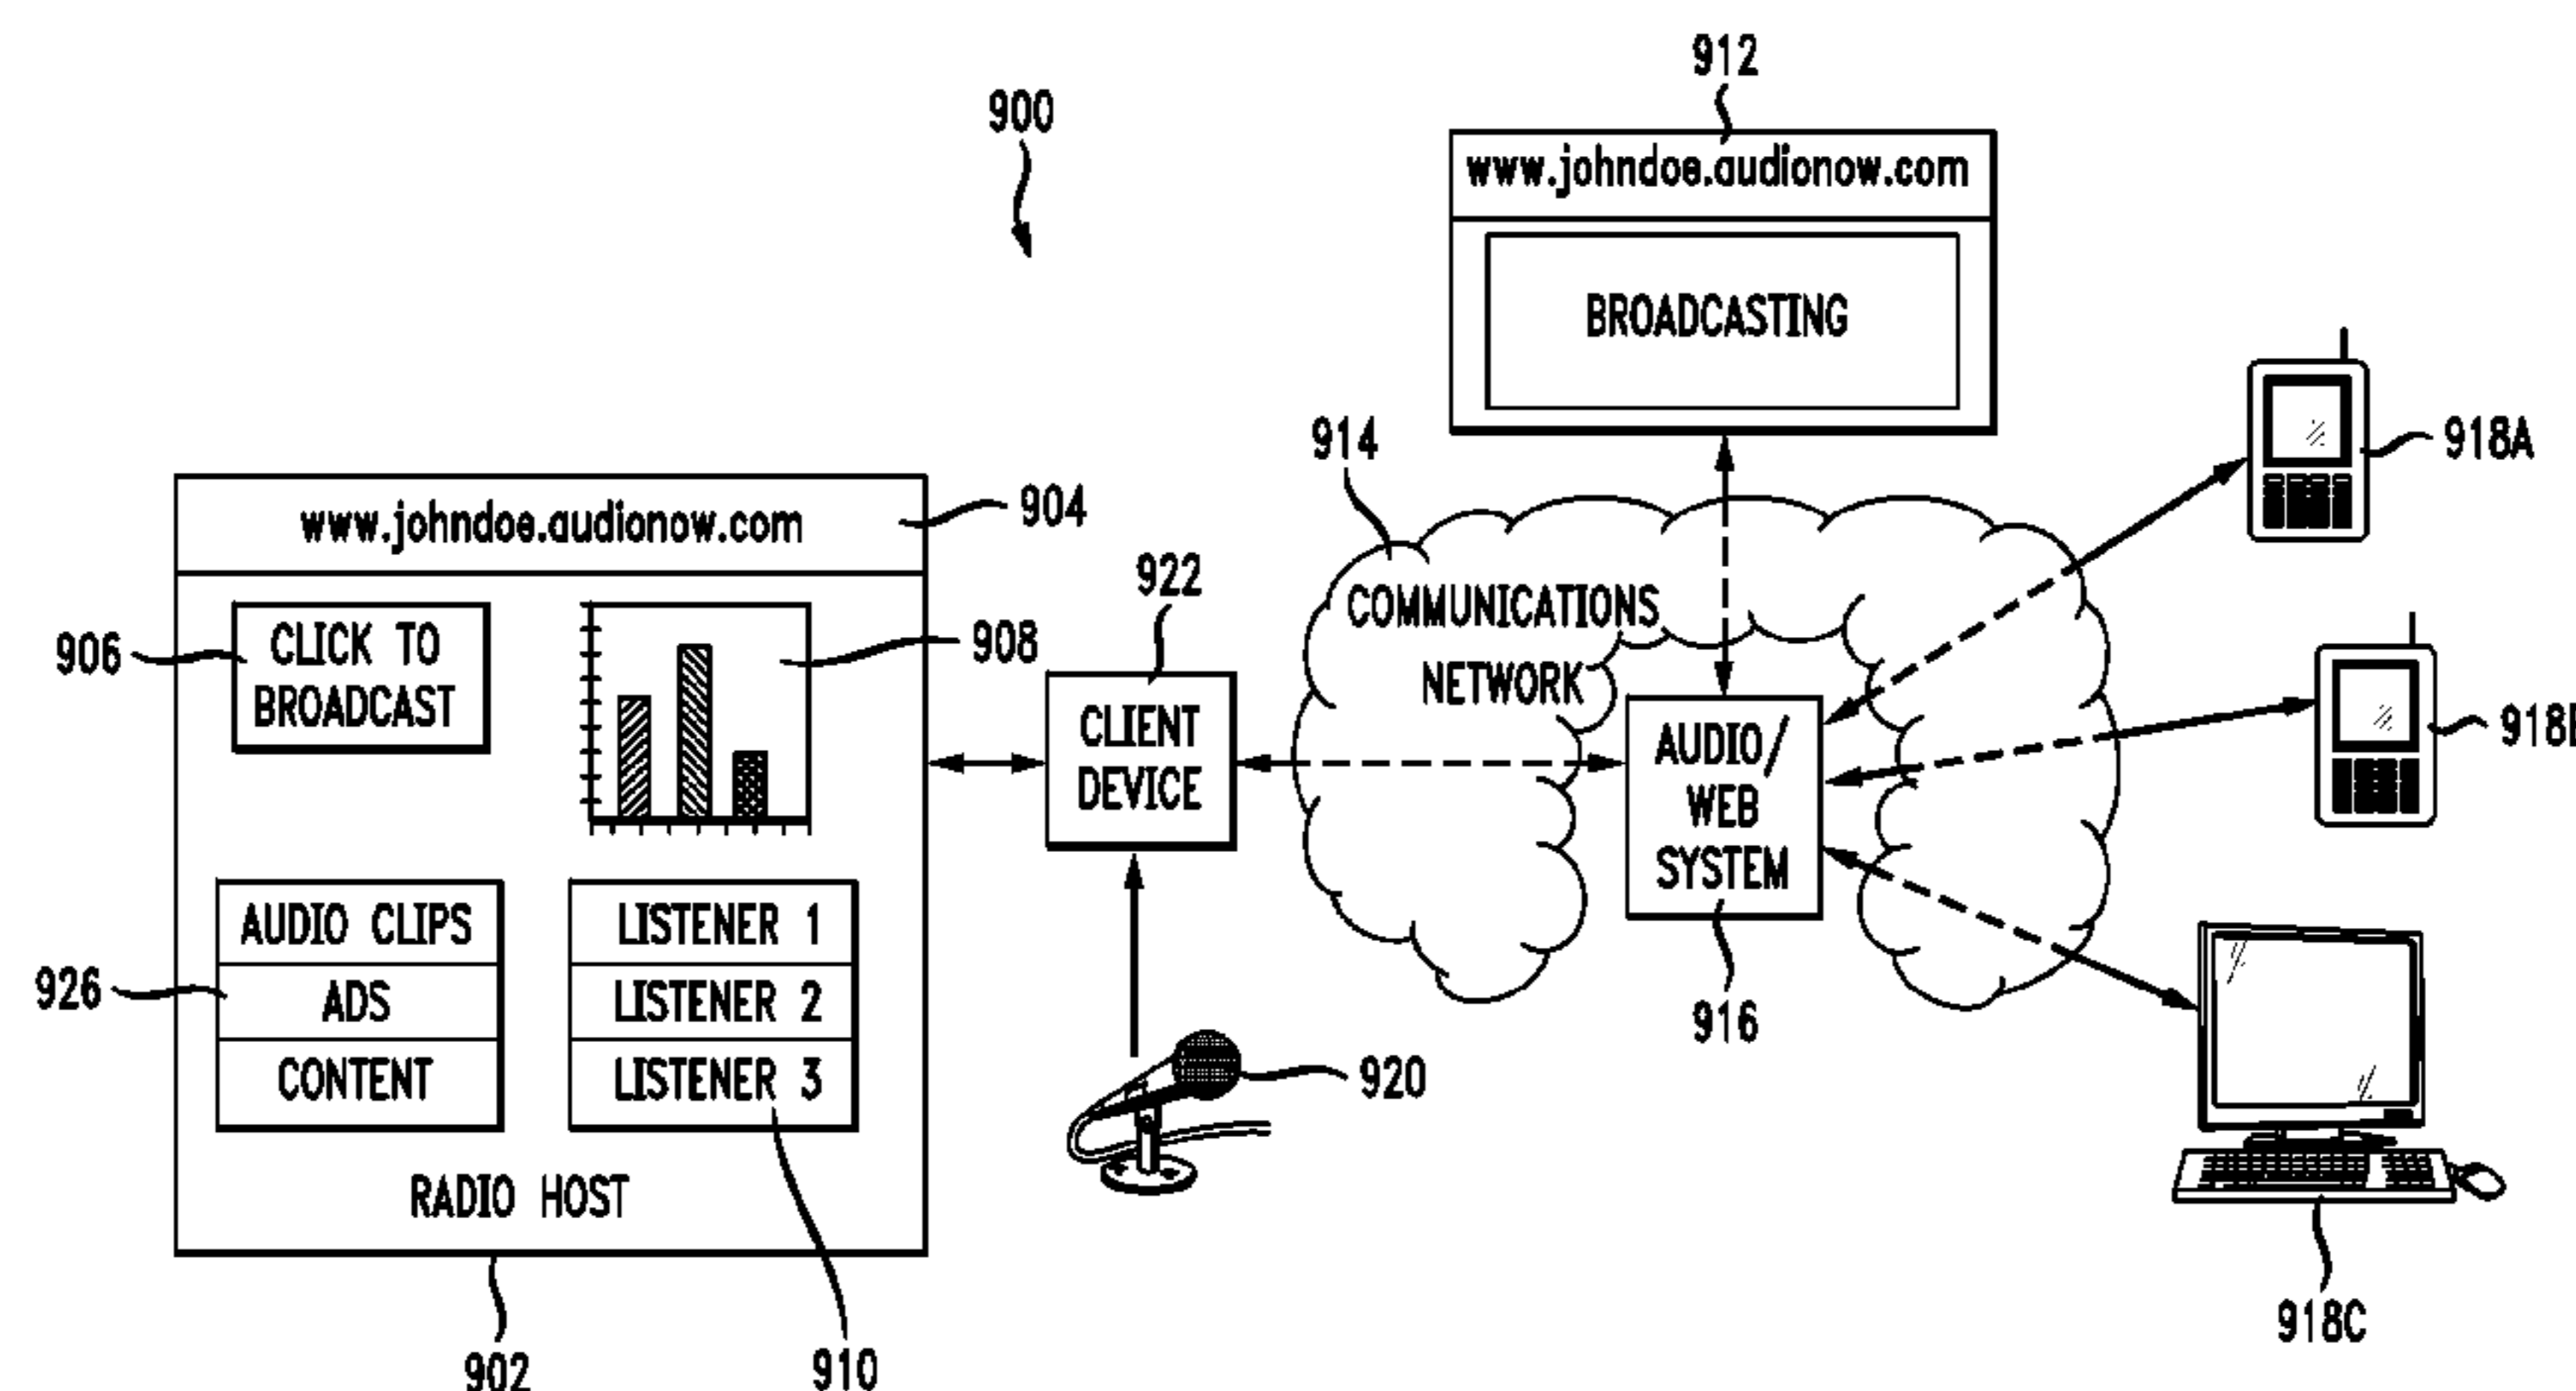 912
900
www.johndoe.audionow.com
BROADCASTING
914
918A
www.johndoe.audionow.com
904
922
COMMUNICATIONS
NETWORK
906
CLICK TO
BROADCAST
908
CLIENT
DEVICE
AUDIO/
WEB
SYSTEM
918B
926
AUDIO CLIPS
ADS
CONTENT
LISTENER 1
LISTENER 2
LISTENER 3
916
920
RADIO HOST
918C
902
910